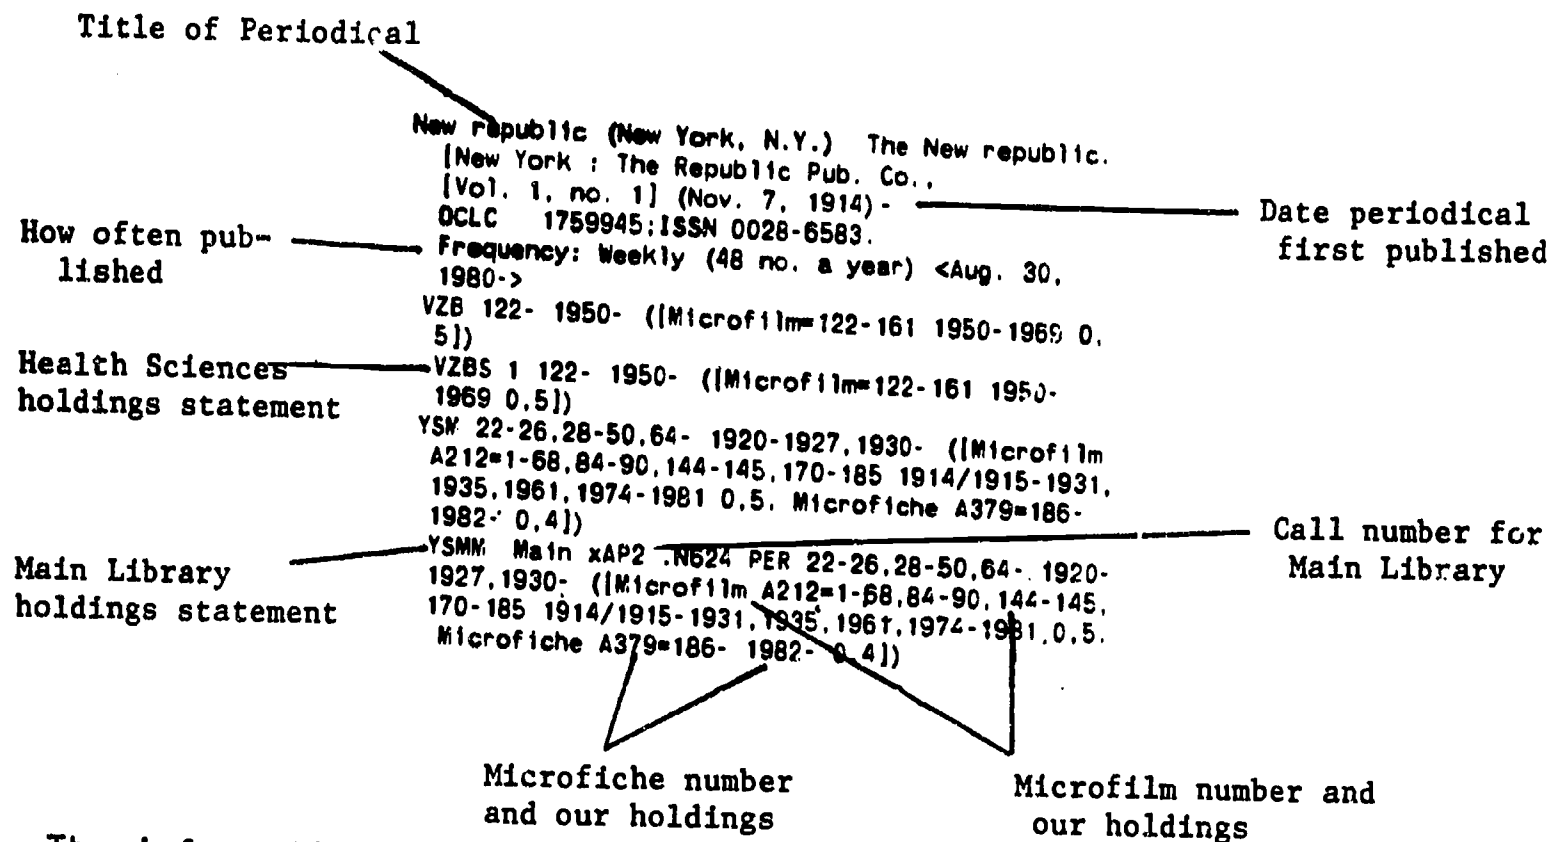 Title of Periodical
New republic (New York, N.Y.) The New republic.
[New York : The Republic Pub. Co.,
[Vol. 1, no. 1] (Nov. 7, 1914) -
OCLC 1759945; ISSN 0028-6583.
Frequency: Weekly (48 no. a year) <Aug. 30,
1980->
VZB 122- 1950- ([Microfilm=122-161 1950-1969 0,
5])
VZBS 1 122- 1950- ([Microfilm=122-161 1950-
1969 0,5])
YSM 22-26,28-50,64- 1920-1927,1930- ([Microfilm
A212=1-68,84-90,144-145,170-185 1914/1915-1931,
1935,1961,1974-1981 0,5. Microfiche A379=186-
1982- 0,4])
YSMM Main xAP2 .N624 PER 22-26,28-50,64- 1920-
1927,1930- ([Microfilm A212=1-68,84-90,144-145,
170-185 1914/1915-1931,1935,1961,1974-1981,0,5.
Microfiche A379=186- 1982- 0,4])
Date periodical
first published
How often pub-
lished
Health Sciences
holdings statement
Call number for
Main Library
Main Library
holdings statement
Microfiche number
and our holdings
Microfilm number and
our holdings